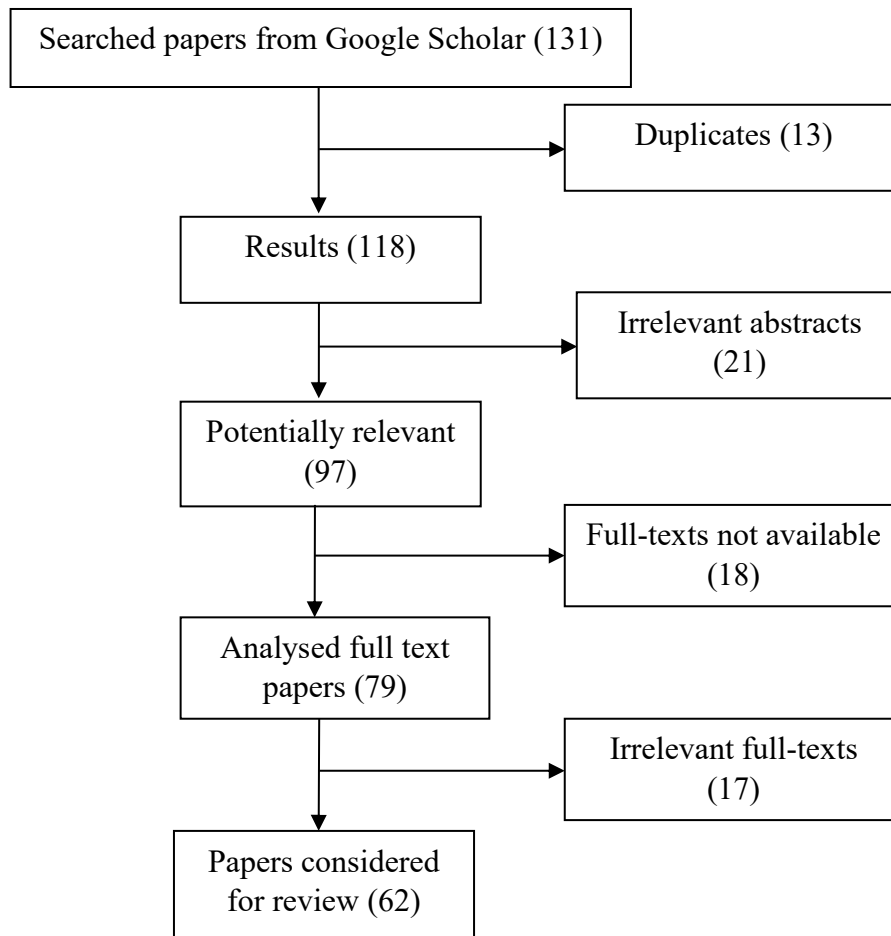 Searched papers from Google Scholar (131)
Duplicates (13)
Results (118)
Irrelevant abstracts
(21)
Potentially relevant
(97)
Full-texts not available
(18)
Analysed full text
papers (79)
Irrelevant full-texts
(17)
Papers considered
for review (62)